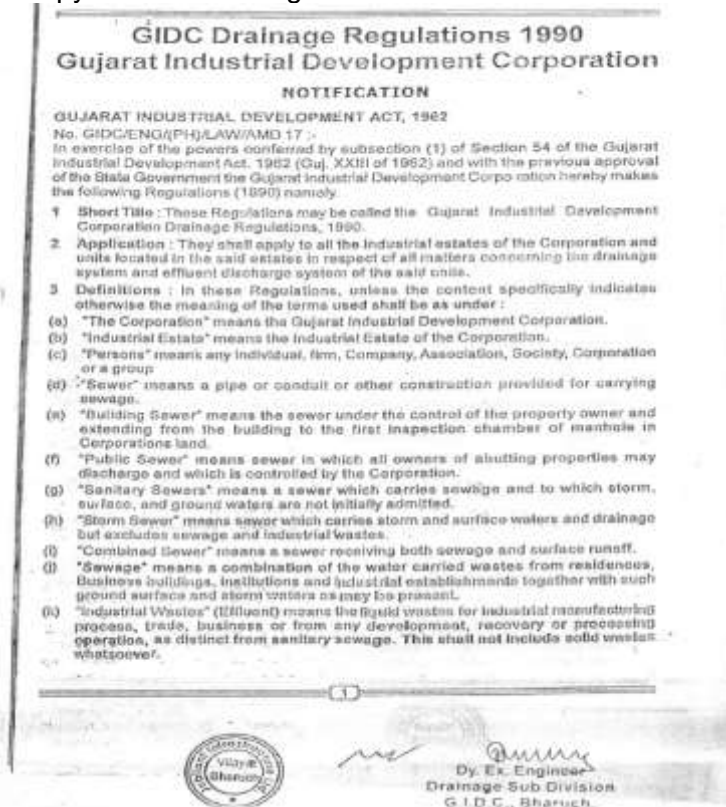 GIDC Drainage Regulations 1990
Gujarat Industrial Development Corporation
NOTIFICATION
GUJARAT INDUSTRIAL DEVELOPMENT ACT, 1962
No. GIDC/ENG/(PH)/LAW/AMD 17 :-
In exercise of the powers conferred by subsection (1) of Section 54 of the Gujarat
Industrial Development Act. 1962 (Guj. XXIII of 1962) and with the previous approval
of the State Government the Gujarat Industrial Development Corpo ration hereby makes
the following Regulations (1990) namely.
1 Short Title : These Regulations may be called the Gujarat Industrial Development
Corporation Drainage Regulations, 1990.
2 Application : They shall apply to all the industrial estates of the Corporation and
units located in the said estates in respect of all matters concerning the drainage
system and effluent discharge system of the said units.
3 Definitions : In these Regulations, unless the content specifically indicates
otherwise the meaning of the terms used shall be as under :
(a) "The Corporation" means the Gujarat Industrial Development Corporation.
(b) "Industrial Estate" means the Industrial Estate of the Corporation.
(c) "Persons" means any individual, firm, Company, Association, Society, Corporation
or a group
(d) "Sewer" means a pipe or conduit or other construction provided for carrying
sewage.
(e) "Building Sewer" means the sewer under the control of the property owner and
extending from the building to the first inspection chamber of manhole in
Corporations land.
(f) "Public Sewer" means sewer in which all owners of abutting properties may
discharge and which is controlled by the Corporation.
(g) "Sanitary Sewers" means a sewer which carries sewage and to which storm,
surface, and ground waters are not initially admitted.
(h) "Storm Sewer" means sewer which carries storm and surface waters and drainage
but excludes sewage and industrial wastes.
(i) "Combined Sewer" means a sewer receiving both sewage and surface runoff.
(j) "Sewage" means a combination of the water carried wastes from residences,
Business buildings, institutions and industrial establishments together with such
ground surface and storm waters as may be present.
(k) "Industrial Wastes" (Effluent) means the liquid wastes for industrial manufacturing
process, trade, business or from any development, recovery or processing
operation, as distinct from sanitary sewage. This shall not include solid wastes
whatsoever.
1
Vilayat
Bharuch
Dy. Ex. Engineer
Drainage Sub Division
G.I.D.C., Bharuch